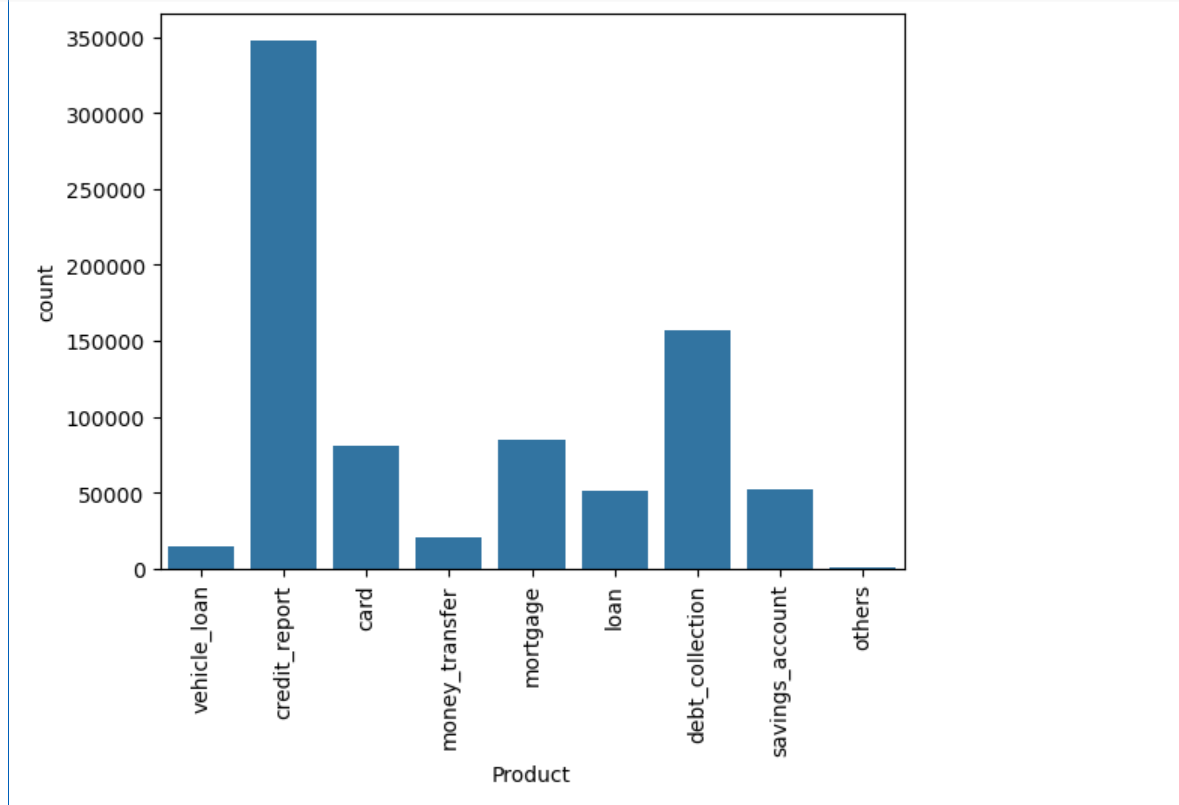 350000
300000
250000
200000
150000
100000
50000
0
count
vehicle_loan
credit_report
card
money_transfer
mortgage
loan
debt_collection
savings_account
others
Product